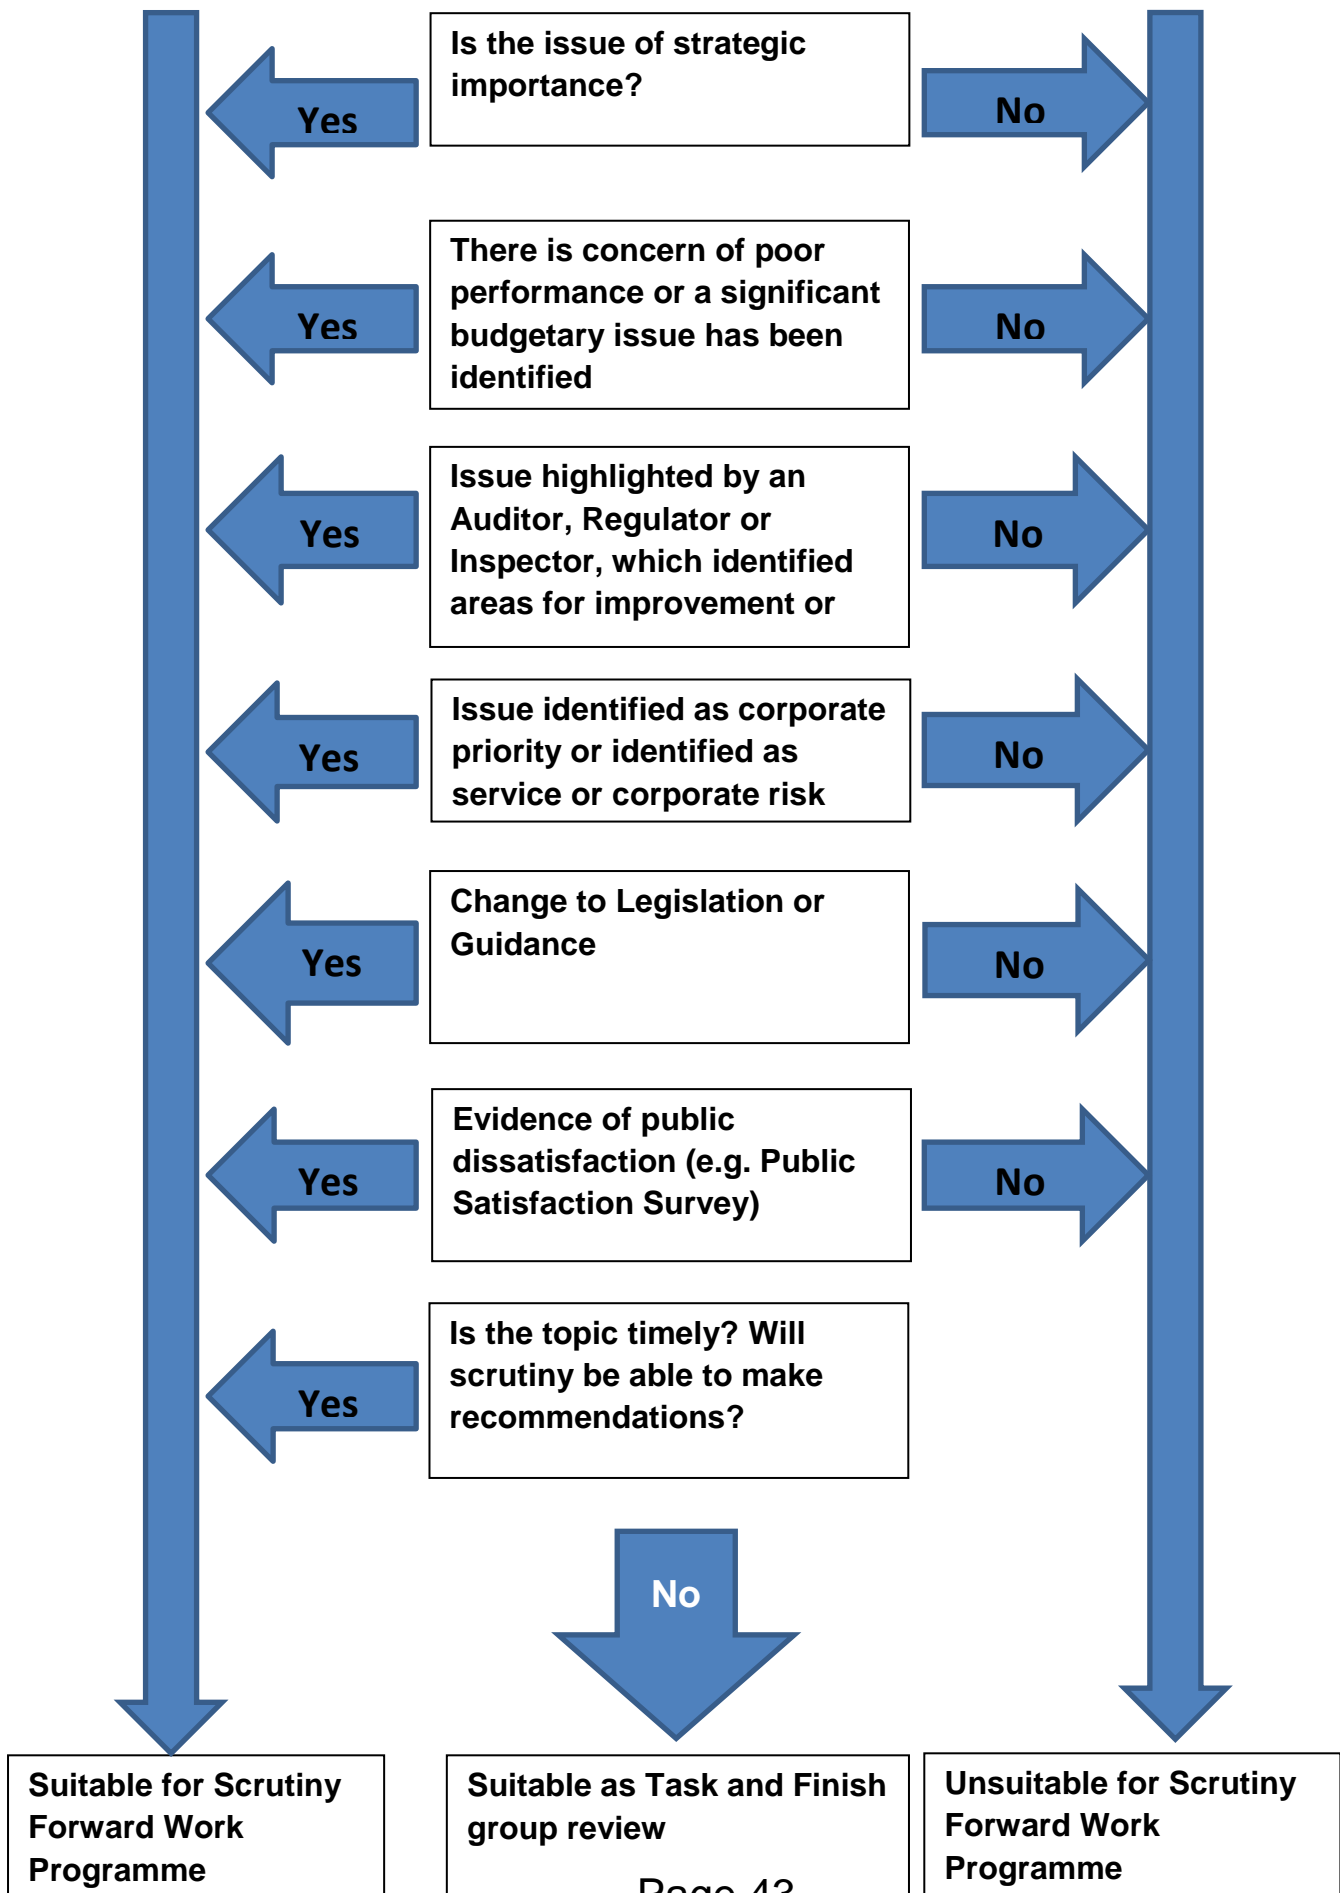 Is the issue of strategic
importance?
Yes
No
There is concern of poor
performance or a significant
budgetary issue has been
identified
Yes
No
Issue highlighted by an
Auditor, Regulator or
Inspector, which identified
areas for improvement or
Yes
No
Issue identified as corporate
priority or identified as
service or corporate risk
Yes
No
Change to Legislation or
Guidance
Yes
No
Evidence of public
dissatisfaction (e.g. Public
Satisfaction Survey)
Yes
No
Is the topic timely? Will
scrutiny be able to make
recommendations?
Yes
No
Suitable for Scrutiny
Forward Work
Programme
Suitable as Task and Finish
group review
Unsuitable for Scrutiny
Forward Work
Programme
Page 43